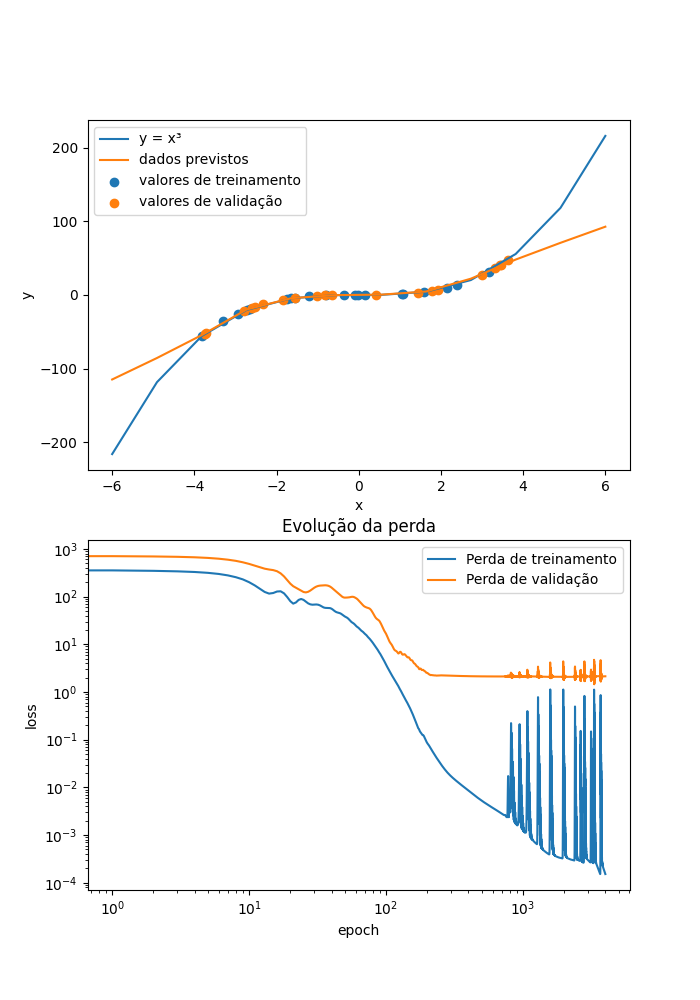 y = x³
dados previstos
valores de treinamento
valores de validação
200
100
0
−100
−200
y
−6
−4
−2
0
2
4
6
x
Evolução da perda
Perda de treinamento
Perda de validação
10³
10²
10¹
10⁰
10⁻¹
10⁻²
10⁻³
10⁻⁴
loss
10⁰
10¹
10²
10³
epoch